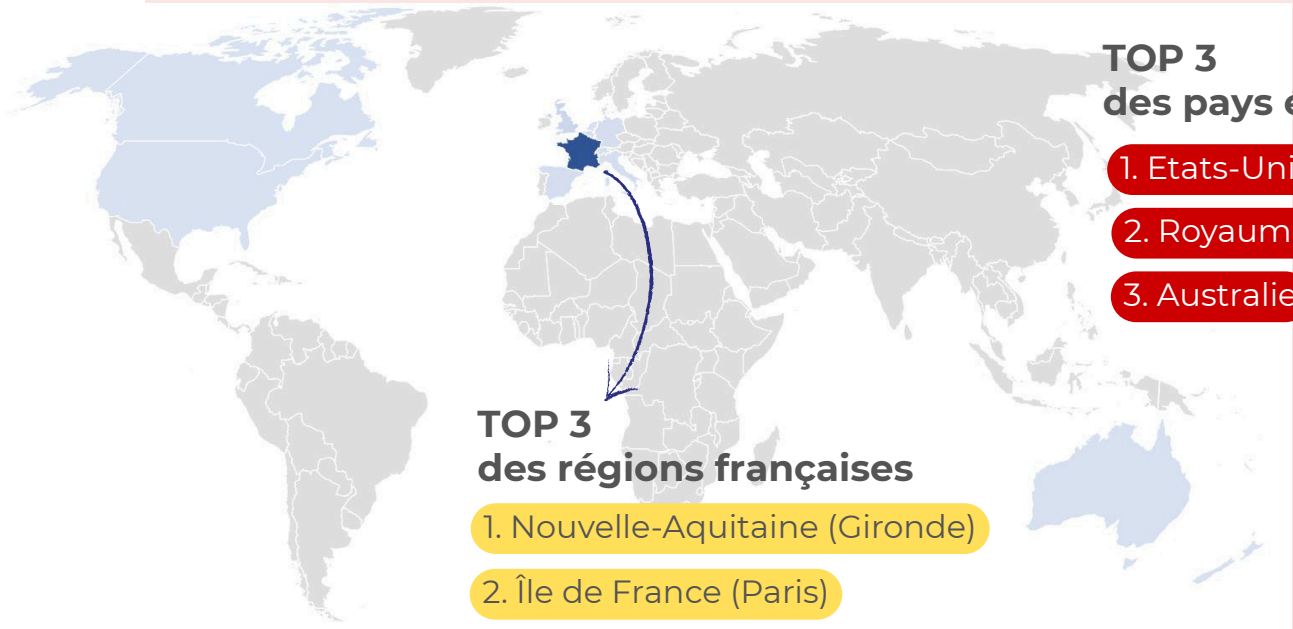 TOP 3
des pays é
1. Etats-Uni
2. Royaum
3. Australie
TOP 3
des régions françaises
1. Nouvelle-Aquitaine (Gironde)
2. Île de France (Paris)